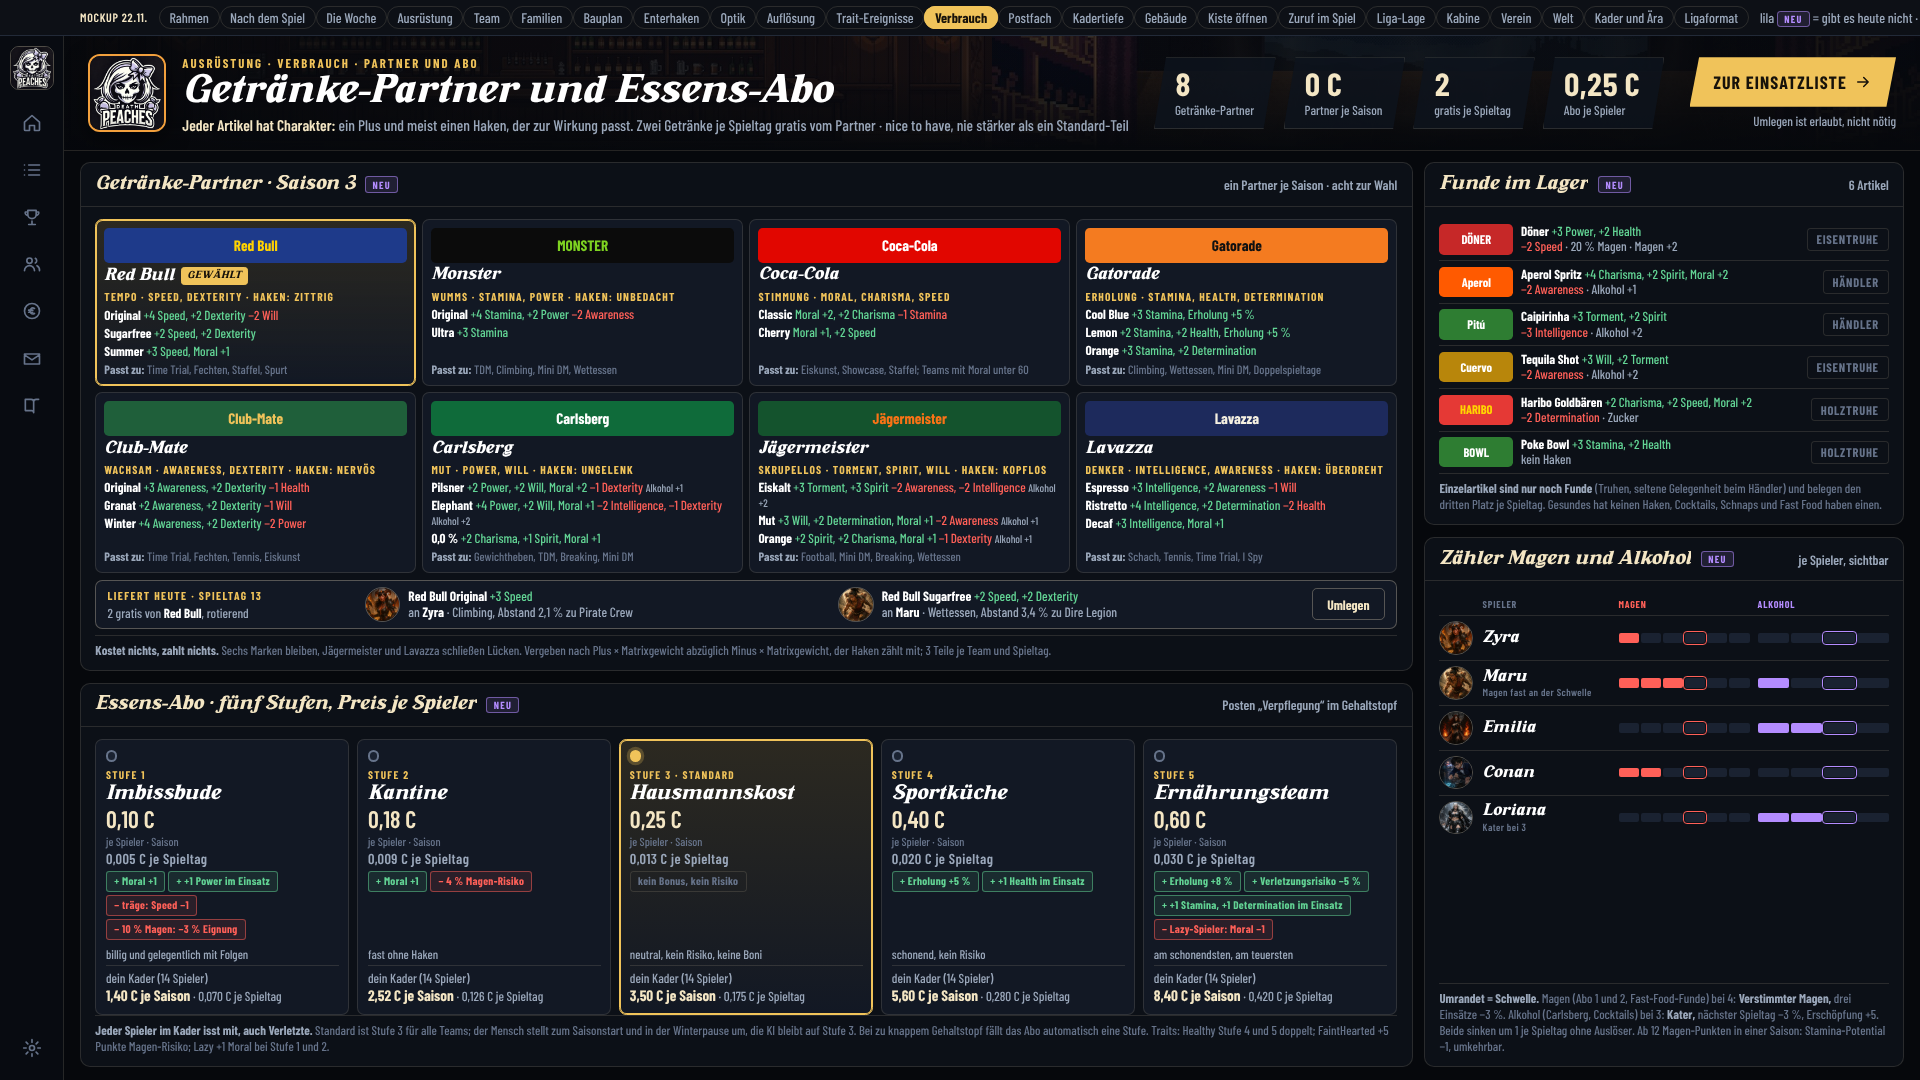 MOCKUP 22.11.
Rahmen
Nach dem Spiel
Die Woche
Ausrüstung
Team
Familien
Bauplan
Enterhaken
Optik
Auflösung
Trait-Ereignisse
Verbrauch
Postfach
Kadertiefe
Gebäude
Kiste öffnen
Zuruf im Spiel
Liga-Lage
Kabine
Verein
Welt
Kader und Ära
Ligaformat
lila NEU = gibt es heute nicht ·
DEATH
PEACHES
AUSRÜSTUNG · VERBRAUCH · PARTNER UND ABO
Getränke-Partner und Essens-Abo
Jeder Artikel hat Charakter: ein Plus und meist einen Haken, der zur Wirkung passt. Zwei Getränke je Spieltag gratis vom Partner · nice to have, nie stärker als ein Standard-Teil
8
Getränke-Partner
0 C
Partner je Saison
2
gratis je Spieltag
0,25 C
Abo je Spieler
ZUR EINSATZLISTE →
Umlegen ist erlaubt, nicht nötig
Getränke-Partner · Saison 3 NEU
ein Partner je Saison · acht zur Wahl
Red Bull
Red Bull GEWÄHLT
TEMPO · SPEED, DEXTERITY · HAKEN: ZITTRIG
Original +4 Speed, +2 Dexterity −2 Will
Sugarfree +2 Speed, +2 Dexterity
Summer +3 Speed, Moral +1
Passt zu: Time Trial, Fechten, Staffel, Spurt
MONSTER
Monster
WUMMS · STAMINA, POWER · HAKEN: UNBEDACHT
Original +4 Stamina, +2 Power −2 Awareness
Ultra +3 Stamina
Passt zu: TDM, Climbing, Mini DM, Wettessen
Coca-Cola
Coca-Cola
STIMMUNG · MORAL, CHARISMA, SPEED
Classic Moral +2, +2 Charisma −1 Stamina
Cherry Moral +1, +2 Speed
Passt zu: Eiskunst, Showcase, Staffel; Teams mit Moral unter 60
Gatorade
Gatorade
ERHOLUNG · STAMINA, HEALTH, DETERMINATION
Cool Blue +3 Stamina, Erholung +5 %
Lemon +2 Stamina, +2 Health, Erholung +5 %
Orange +3 Stamina, +2 Determination
Passt zu: Climbing, Wettessen, Mini DM, Doppelspieltage
Club-Mate
Club-Mate
WACHSAM · AWARENESS, DEXTERITY · HAKEN: NERVÖS
Original +3 Awareness, +2 Dexterity −1 Health
Granat +2 Awareness, +2 Dexterity −1 Will
Winter +4 Awareness, +2 Dexterity −2 Power
Passt zu: Time Trial, Fechten, Tennis, Eiskunst
Carlsberg
Carlsberg
MUT · POWER, WILL · HAKEN: UNGELENK
Pilsner +2 Power, +2 Will, Moral +2 −1 Dexterity Alkohol +1
Elephant +4 Power, +2 Will, Moral +1 −2 Intelligence, −1 Dexterity
Alkohol +2
0,0 % +2 Charisma, +1 Spirit, Moral +1
Passt zu: Gewichtheben, TDM, Breaking, Mini DM
Jägermeister
Jägermeister
SKRUPELLOS · TORMENT, SPIRIT, WILL · HAKEN: KOPFLOS
Eiskalt +3 Torment, +3 Spirit −2 Awareness, −2 Intelligence Alkohol
+2
Mut +3 Will, +2 Determination, Moral +1 −2 Awareness Alkohol +1
Orange +2 Spirit, +2 Charisma, Moral +1 −1 Dexterity Alkohol +1
Passt zu: Football, Mini DM, Breaking, Wettessen
Lavazza
Lavazza
DENKER · INTELLIGENCE, AWARENESS · HAKEN: ÜBERDREHT
Espresso +3 Intelligence, +2 Awareness −1 Will
Ristretto +4 Intelligence, +2 Determination −2 Health
Decaf +3 Intelligence, Moral +1
Passt zu: Schach, Tennis, Time Trial, I Spy
LIEFERT HEUTE · SPIELTAG 13
2 gratis von Red Bull, rotierend
Red Bull Original +3 Speed
an Zyra · Climbing, Abstand 2,1 % zu Pirate Crew
Red Bull Sugarfree +2 Speed, +2 Dexterity
an Maru · Wettessen, Abstand 3,4 % zu Dire Legion
Umlegen
Kostet nichts, zahlt nichts. Sechs Marken bleiben, Jägermeister und Lavazza schließen Lücken. Vergeben nach Plus × Matrixgewicht abzüglich Minus × Matrixgewicht, der Haken zählt mit; 3 Teile je Team und Spieltag.
Essens-Abo · fünf Stufen, Preis je Spieler NEU
Posten „Verpflegung“ im Gehaltstopf
STUFE 1
Imbissbude
0,10 C
je Spieler · Saison
0,005 C je Spieltag
+ Moral +1
+ +1 Power im Einsatz
− träge: Speed −1
− 10 % Magen: −3 % Eignung
billig und gelegentlich mit Folgen
dein Kader (14 Spieler)
1,40 C je Saison · 0,070 C je Spieltag
STUFE 2
Kantine
0,18 C
je Spieler · Saison
0,009 C je Spieltag
+ Moral +1
− 4 % Magen-Risiko
fast ohne Haken
dein Kader (14 Spieler)
2,52 C je Saison · 0,126 C je Spieltag
STUFE 3 · STANDARD
Hausmannskost
0,25 C
je Spieler · Saison
0,013 C je Spieltag
kein Bonus, kein Risiko
neutral, kein Risiko, keine Boni
dein Kader (14 Spieler)
3,50 C je Saison · 0,175 C je Spieltag
STUFE 4
Sportküche
0,40 C
je Spieler · Saison
0,020 C je Spieltag
+ Erholung +5 %
+ +1 Health im Einsatz
schonend, kein Risiko
dein Kader (14 Spieler)
5,60 C je Saison · 0,280 C je Spieltag
STUFE 5
Ernährungsteam
0,60 C
je Spieler · Saison
0,030 C je Spieltag
+ Erholung +8 %
+ Verletzungsrisiko −5 %
+ +1 Stamina, +1 Determination im Einsatz
− Lazy-Spieler: Moral −1
am schonendsten, am teuersten
dein Kader (14 Spieler)
8,40 C je Saison · 0,420 C je Spieltag
Jeder Spieler im Kader isst mit, auch Verletzte. Standard ist Stufe 3 für alle Teams; der Mensch stellt zum Saisonstart und in der Winterpause um, die KI bleibt auf Stufe 3. Bei zu knappem Gehaltstopf fällt das Abo automatisch eine Stufe. Traits: Healthy Stufe 4 und 5 doppelt; FaintHearted +5
Punkte Magen-Risiko; Lazy +1 Moral bei Stufe 1 und 2.
Funde im Lager NEU
6 Artikel
DÖNER
Döner +3 Power, +2 Health
−2 Speed · 20 % Magen · Magen +2
EISENTRUHE
Aperol
Aperol Spritz +4 Charisma, +2 Spirit, Moral +2
−2 Awareness · Alkohol +1
HÄNDLER
Pitú
Caipirinha +3 Torment, +2 Spirit
−3 Intelligence · Alkohol +2
HÄNDLER
Cuervo
Tequila Shot +3 Will, +2 Torment
−2 Awareness · Alkohol +2
EISENTRUHE
HARIBO
Haribo Goldbären +2 Charisma, +2 Speed, Moral +2
−2 Determination · Zucker
HOLZTRUHE
BOWL
Poke Bowl +3 Stamina, +2 Health
kein Haken
HOLZTRUHE
Einzelartikel sind nur noch Funde (Truhen, seltene Gelegenheit beim Händler) und belegen den
dritten Platz je Spieltag. Gesundes hat keinen Haken, Cocktails, Schnaps und Fast Food haben einen.
Zähler Magen und Alkohol NEU
je Spieler, sichtbar
SPIELER
MAGEN
ALKOHOL
Zyra
Maru
Magen fast an der Schwelle
Emilia
Conan
Loriana
Kater bei 3
Umrandet = Schwelle. Magen (Abo 1 und 2, Fast-Food-Funde) bei 4: Verstimmter Magen, drei
Einsätze −3 %. Alkohol (Carlsberg, Cocktails) bei 3: Kater, nächster Spieltag −3 %, Erschöpfung +5.
Beide sinken um 1 je Spieltag ohne Auslöser. Ab 12 Magen-Punkten in einer Saison: Stamina-Potential
−1, umkehrbar.